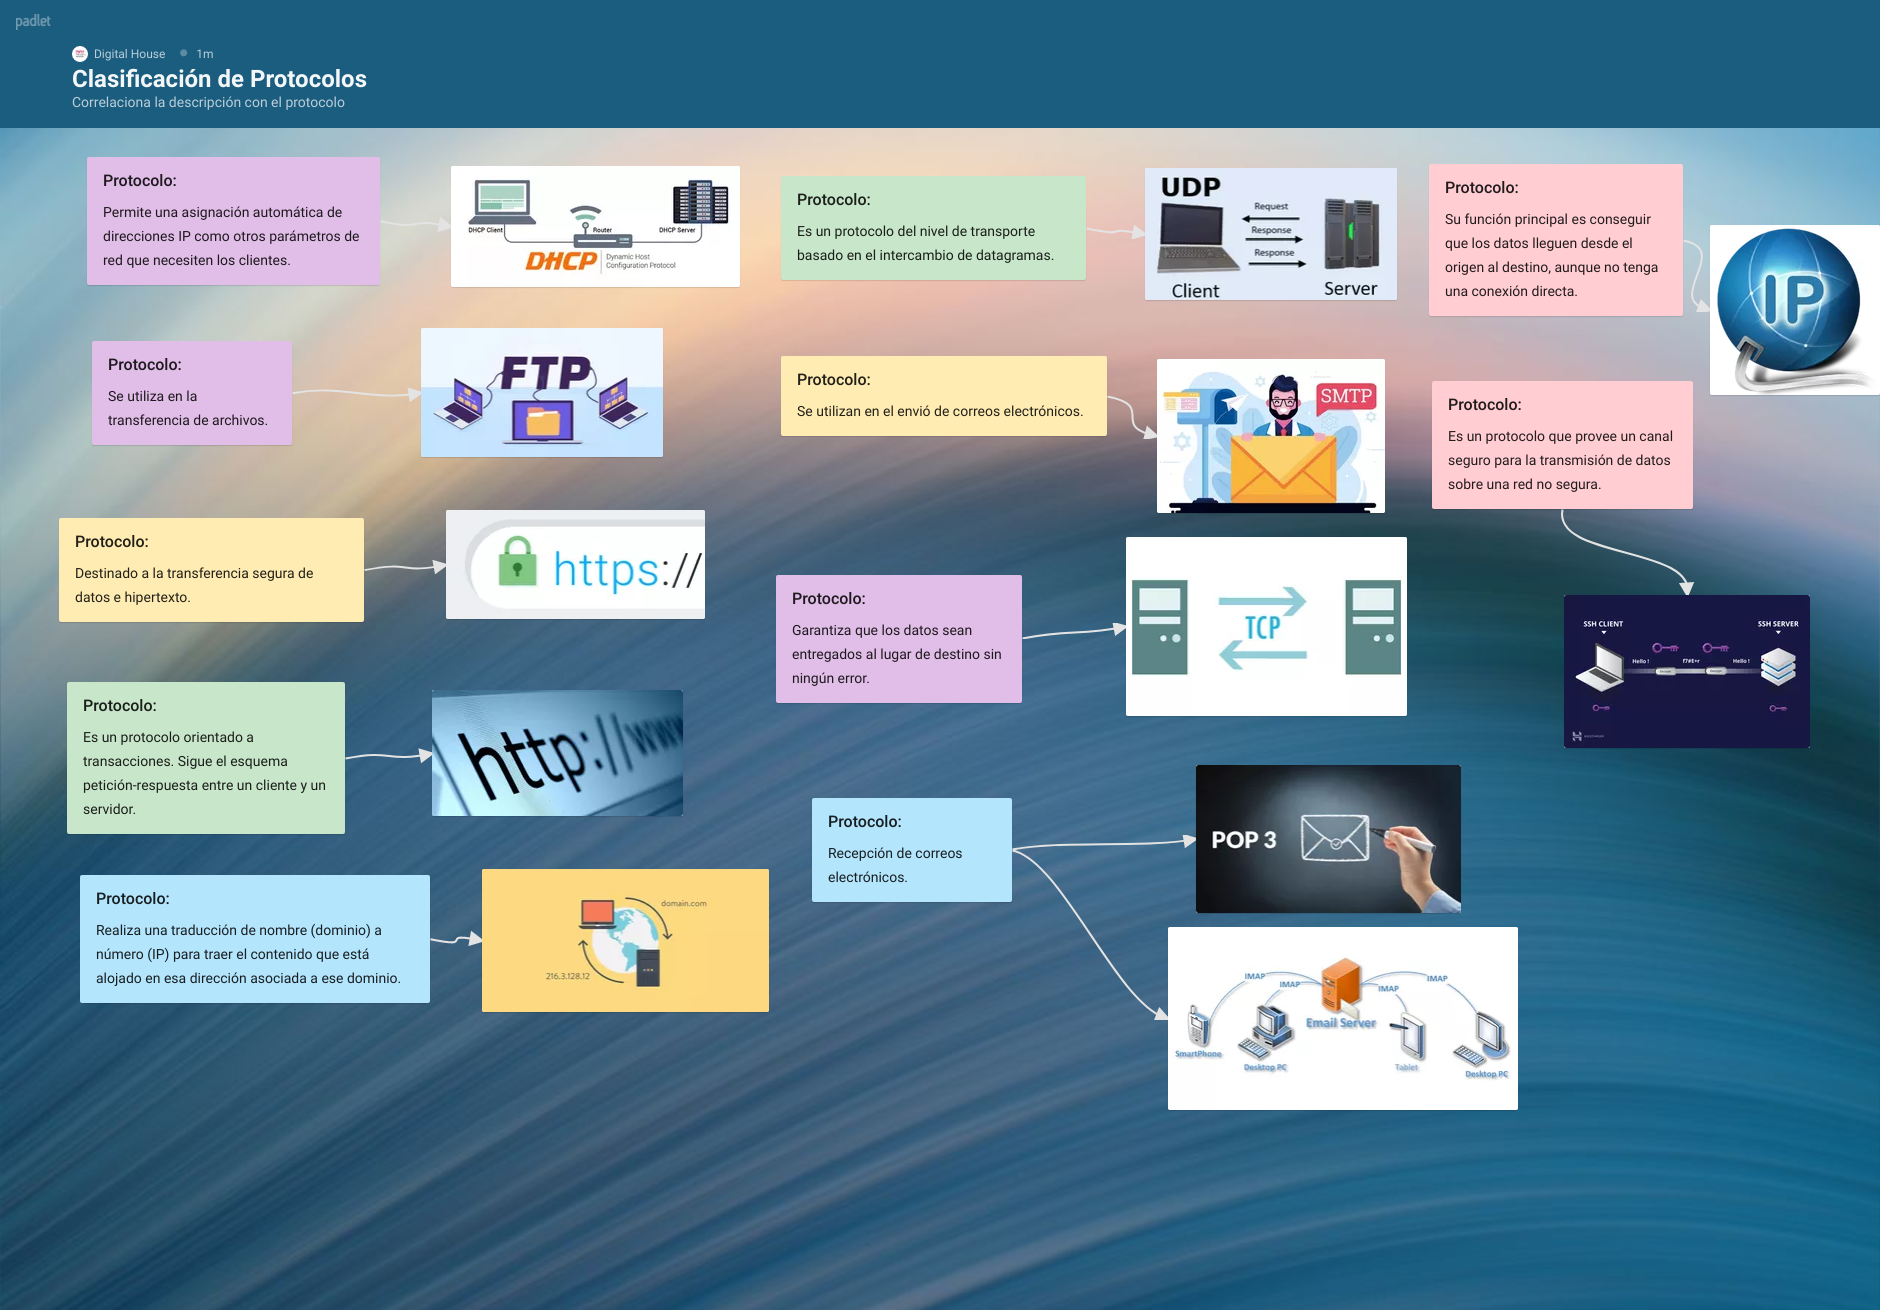 padlet
Digital House
1m
Clasificación de Protocolos
Correlaciona la descripción con el protocolo
Protocolo:
Permite una asignación automática de
direcciones IP como otros parámetros de
red que necesiten los clientes.
DHCP Client
Router
DHCP Server
DHCP
Dynamic Host
Configuration Protocol
Protocolo:
Se utiliza en la
transferencia de archivos.
FTP
Protocolo:
Destinado a la transferencia segura de
datos e hipertexto.
https://
Protocolo:
Es un protocolo orientado a
transacciones. Sigue el esquema
petición-respuesta entre un cliente y un
servidor.
http://www
Protocolo:
Realiza una traducción de nombre (dominio) a
número (IP) para traer el contenido que está
alojado en esa dirección asociada a ese dominio.
domain.com
216.3.128.12
Protocolo:
Es un protocolo del nivel de transporte
basado en el intercambio de datagramas.
UDP
Request
Response
Response
Client
Server
Protocolo:
Se utilizan en el envió de correos electrónicos.
SMTP
Protocolo:
Garantiza que los datos sean
entregados al lugar de destino sin
ningún error.
TCP
Protocolo:
Recepción de correos
electrónicos.
POP 3
IMAP
IMAP
IMAP
IMAP
Email Server
SmartPhone
Desktop PC
Tablet
Desktop PC
Protocolo:
Su función principal es conseguir
que los datos lleguen desde el
origen al destino, aunque no tenga
una conexión directa.
IP
Protocolo:
Es un protocolo que provee un canal
seguro para la transmisión de datos
sobre una red no segura.
SSH CLIENT
SSH SERVER
Hello !
Hello !